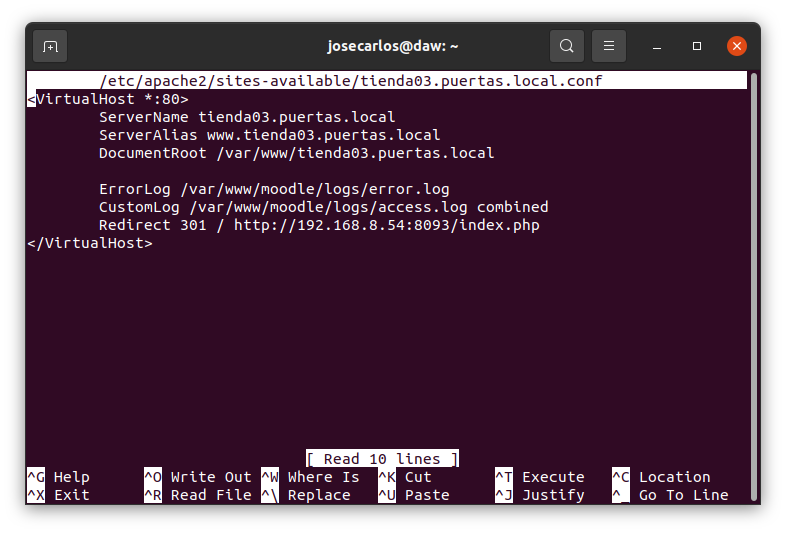 josecarlos@daw: ~
/etc/apache2/sites-available/tienda03.puertas.local.conf
<VirtualHost *:80>
ServerName tienda03.puertas.local
ServerAlias www.tienda03.puertas.local
DocumentRoot /var/www/tienda03.puertas.local
ErrorLog /var/www/moodle/logs/error.log
CustomLog /var/www/moodle/logs/access.log combined
Redirect 301 / http://192.168.8.54:8093/index.php
</VirtualHost>
[ Read 10 lines ]
^G Help ^O Write Out ^W Where Is ^K Cut ^T Execute ^C Location
^X Exit ^R Read File ^\ Replace ^U Paste ^J Justify ^_ Go To Line